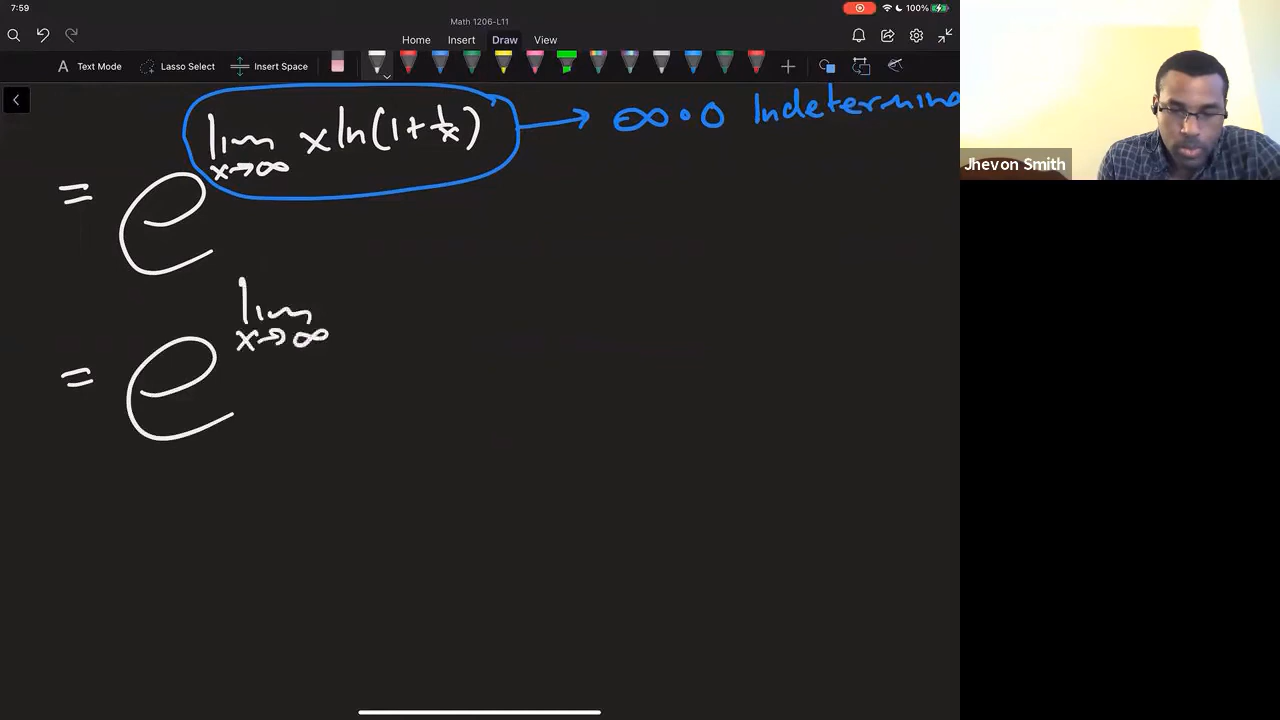 7:59
100%
Math 1206-L11
Home Insert Draw View
Text Mode Lasso Select Insert Space
lim x ln(1 + 1/x) → ∞ • 0 Indetermina
x→∞
= e
lim
x→∞
= e
Jhevon Smith